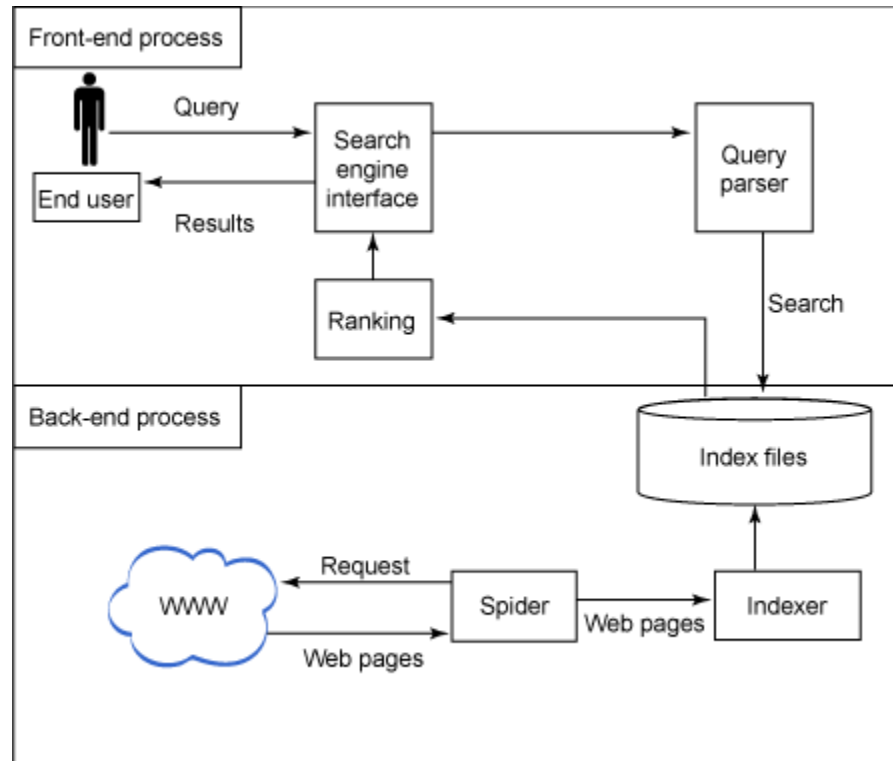 Front-end process
Query
Search
engine
interface
Query
parser
End user
Results
Ranking
Search
Back-end process
Index files
Request
WWW
Spider
Web pages
Indexer
Web pages